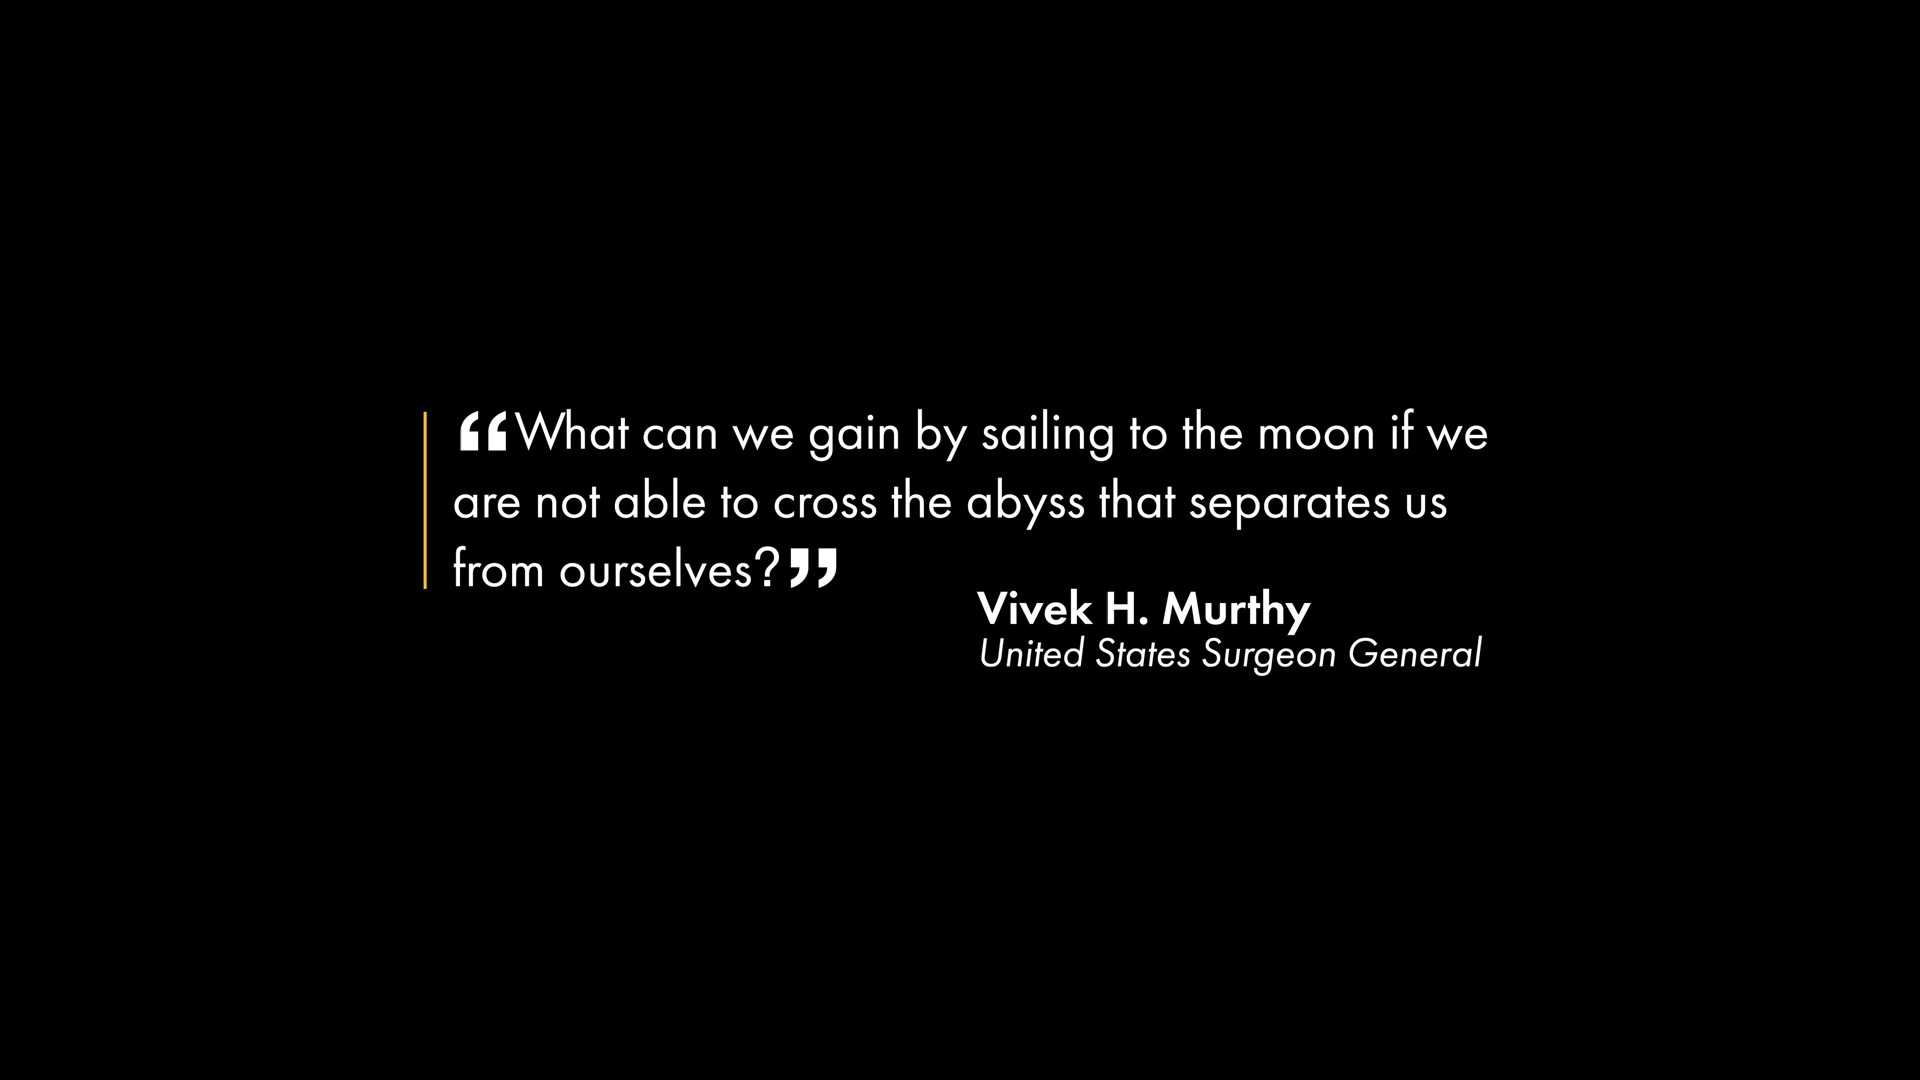 “What can we gain by sailing to the moon if we
are not able to cross the abyss that separates us
from ourselves?”
Vivek H. Murthy
United States Surgeon General